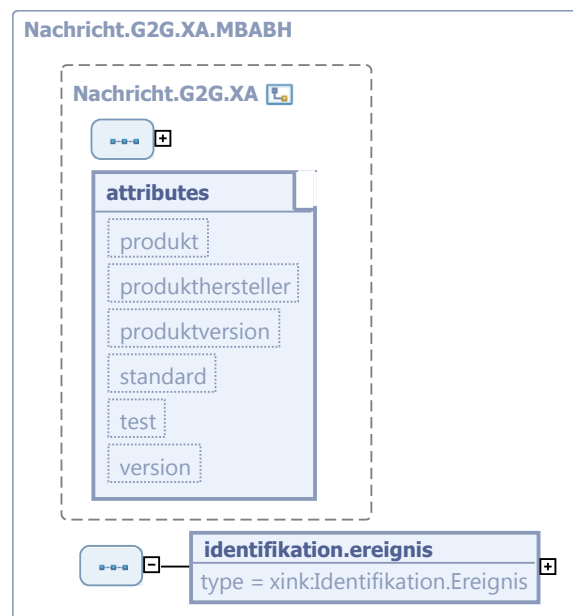 Nachricht.G2G.XA.MBABH
Nachricht.G2G.XA
attributes
produkt
produkthersteller
produktversion
standard
test
version
identifikation.ereignis
type = xink:Identifikation.Ereignis